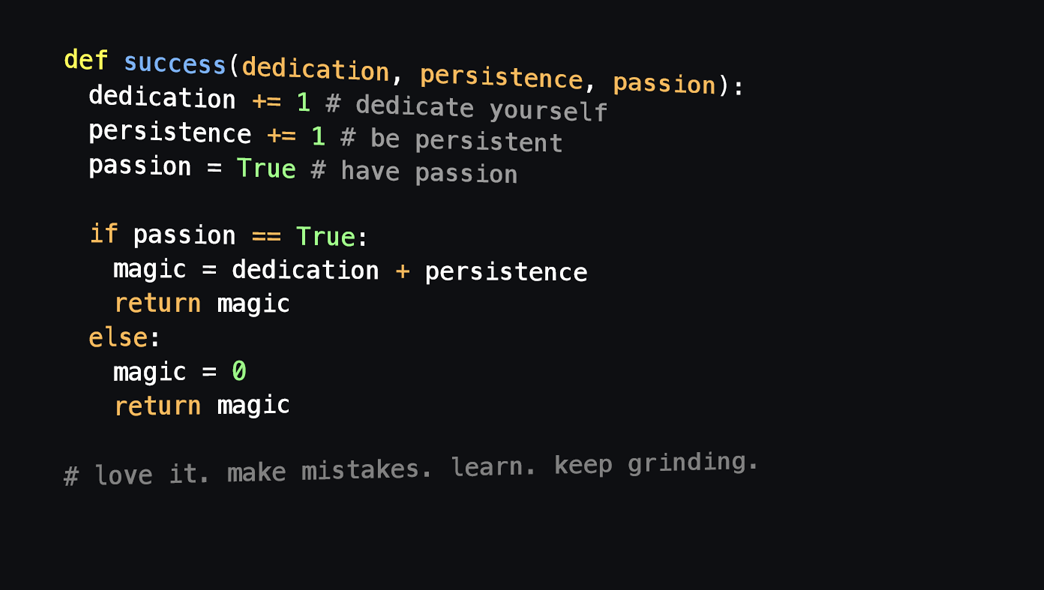 def success(dedication, persistence, passion):
  dedication += 1 # dedicate yourself
  persistence += 1 # be persistent
  passion = True # have passion

  if passion == True:
    magic = dedication + persistence
    return magic
  else:
    magic = 0
    return magic

# love it. make mistakes. learn. keep grinding.